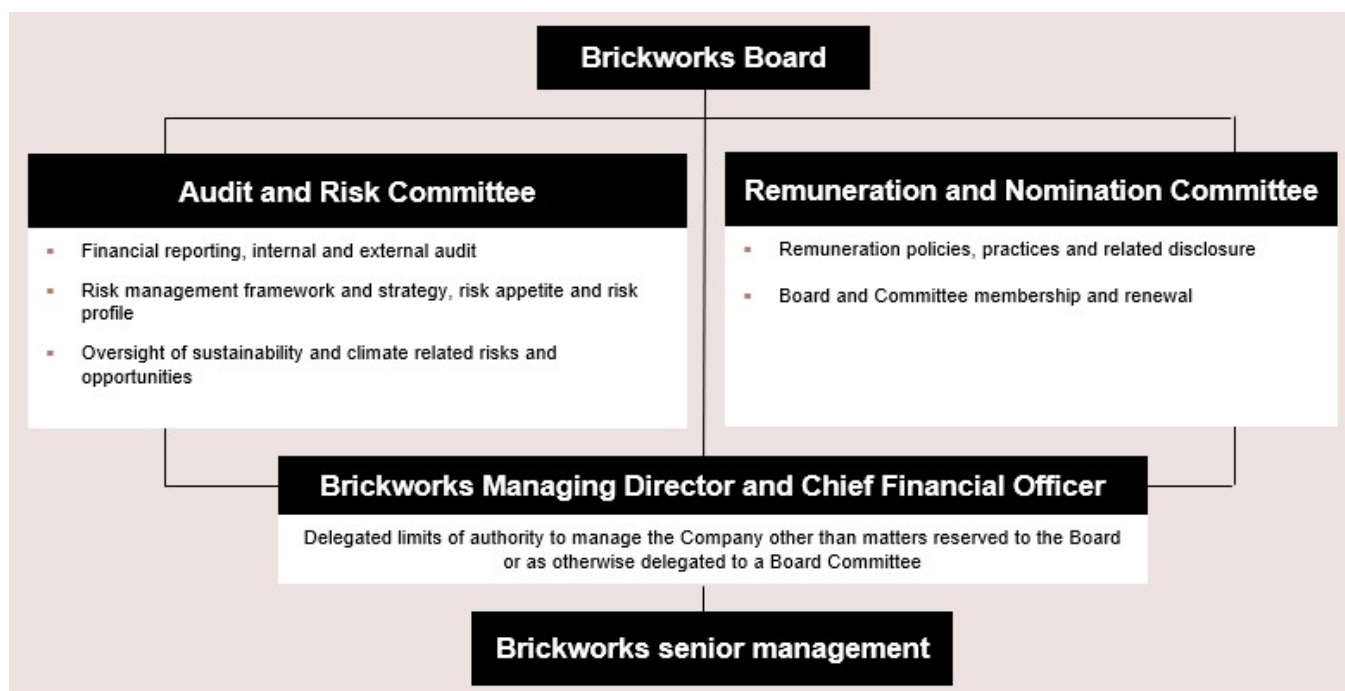 Brickworks Board
Audit and Risk Committee
▪ Financial reporting, internal and external audit
▪ Risk management framework and strategy, risk appetite and risk
profile
▪ Oversight of sustainability and climate related risks and
opportunities
Remuneration and Nomination Committee
▪ Remuneration policies, practices and related disclosure
▪ Board and Committee membership and renewal
Brickworks Managing Director and Chief Financial Officer
Delegated limits of authority to manage the Company other than matters reserved to the Board
or as otherwise delegated to a Board Committee
Brickworks senior management